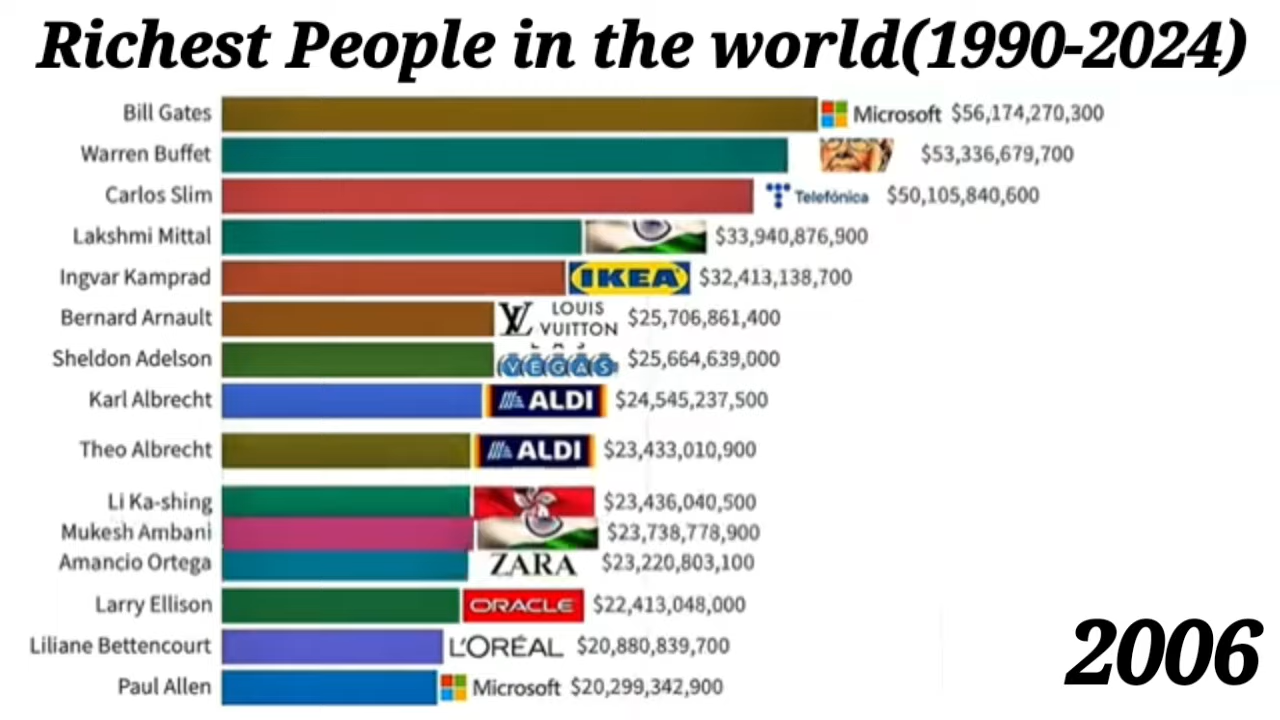 Richest People in the world(1990-2024)
Bill Gates Microsoft $56,174,270,300
Warren Buffet $53,336,679,700
Carlos Slim Telefónica $50,105,840,600
Lakshmi Mittal $33,940,876,900
Ingvar Kamprad IKEA $32,413,138,700
Bernard Arnault LV LOUIS VUITTON $25,706,861,400
Sheldon Adelson VEGAS $25,664,639,000
Karl Albrecht ALDI $24,545,237,500
Theo Albrecht ALDI $23,433,010,900
Li Ka-shing $23,436,040,500
Mukesh Ambani $23,738,778,900
Amancio Ortega ZARA $23,220,803,100
Larry Ellison ORACLE $22,413,048,000
Liliane Bettencourt L'ORÉAL $20,880,839,700
Paul Allen Microsoft $20,299,342,900
2006